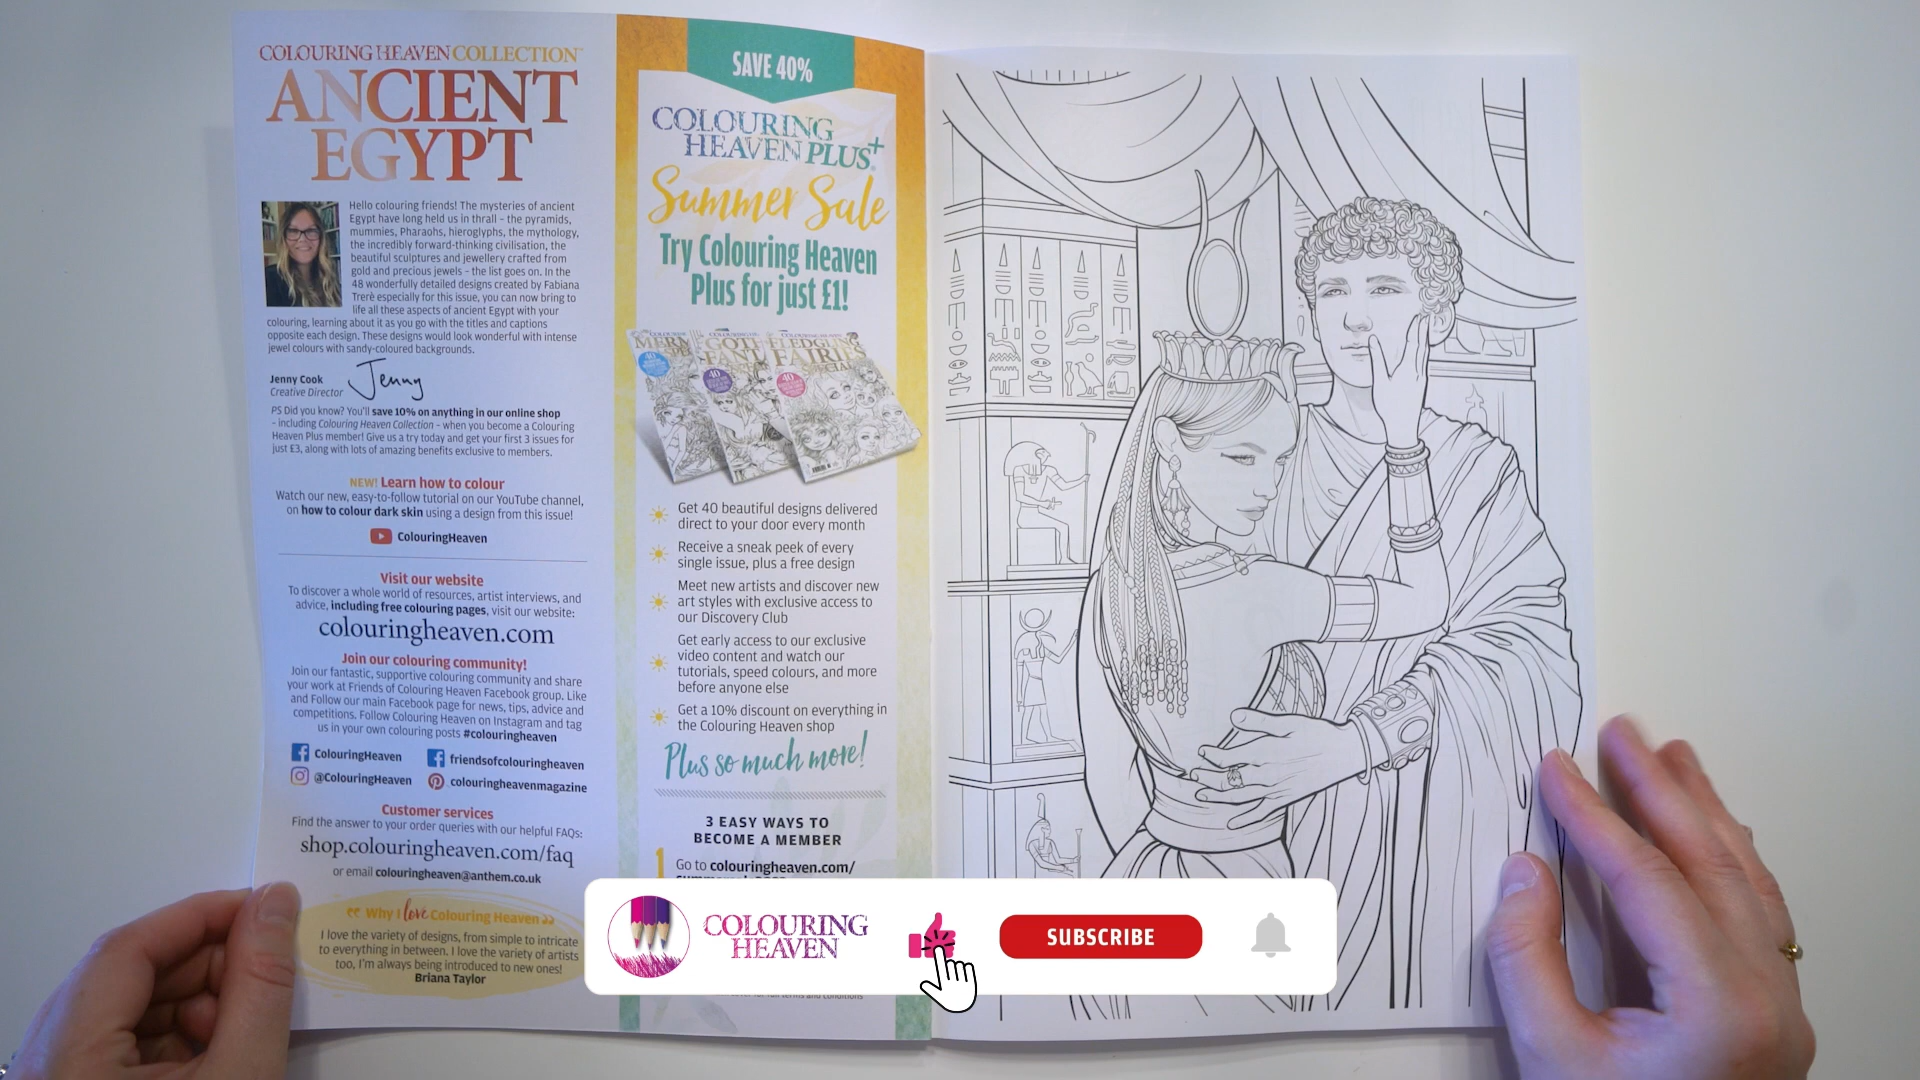 COLOURING HEAVEN COLLECTION
ANCIENT
EGYPT
Hello colouring friends! The mysteries of ancient
Egypt have long held us in thrall – the pyramids,
mummies, Pharaohs, hieroglyphs, the mythology,
the incredibly forward-thinking civilisation, the
beautiful sculptures and jewellery crafted from
gold and precious jewels – the list goes on. In the
48 wonderfully detailed designs created by Fabiana
Trerè especially for this issue, you can now bring to
life all these aspects of ancient Egypt with your
colouring, learning about it as you go with the titles and captions
opposite each design. These designs would look wonderful with intense
jewel colours with sandy-coloured backgrounds.
Jenny Cook
Creative Director
Jenny
PS Did you know? You'll save 10% on anything in our online shop
– including Colouring Heaven Collection – when you become a Colouring
Heaven Plus member! Give us a try today and get your first 3 issues for
just £3, along with lots of amazing benefits exclusive to members.
NEW! Learn how to colour
Watch our new, easy-to-follow tutorial on our YouTube channel,
on how to colour dark skin using a design from this issue!
ColouringHeaven
Visit our website
To discover a whole world of resources, artist interviews, and
advice, including free colouring pages, visit our website:
colouringheaven.com
Join our colouring community!
Join our fantastic, supportive colouring community and share
your work at Friends of Colouring Heaven Facebook group. Like
and Follow our main Facebook page for news, tips, advice and
competitions. Follow Colouring Heaven on Instagram and tag
us in your own colouring posts #colouringheaven
ColouringHeaven
friendsofcolouringheaven
@ColouringHeaven
colouringheavenmagazine
Customer services
Find the answer to your order queries with our helpful FAQs:
shop.colouringheaven.com/faq
or email colouringheaven@anthem.co.uk
Why I love Colouring Heaven
I love the variety of designs, from simple to intricate
to everything in between. I love the variety of artists
too, I'm always being introduced to new ones!
Briana Taylor
SAVE 40%
COLOURING
HEAVEN PLUS+
Summer Sale
Try Colouring Heaven
Plus for just £1!
FAIRIES
40
40
40
Get 40 beautiful designs delivered
direct to your door every month
Receive a sneak peek of every
single issue, plus a free design
Meet new artists and discover new
art styles with exclusive access to
our Discovery Club
Get early access to our exclusive
video content and watch our
tutorials, speed colours, and more
before anyone else
Get a 10% discount on everything in
the Colouring Heaven shop
Plus so much more!
3 EASY WAYS TO
BECOME A MEMBER
1 Go to colouringheaven.com/
for full terms and conditions
COLOURING
HEAVEN
SUBSCRIBE